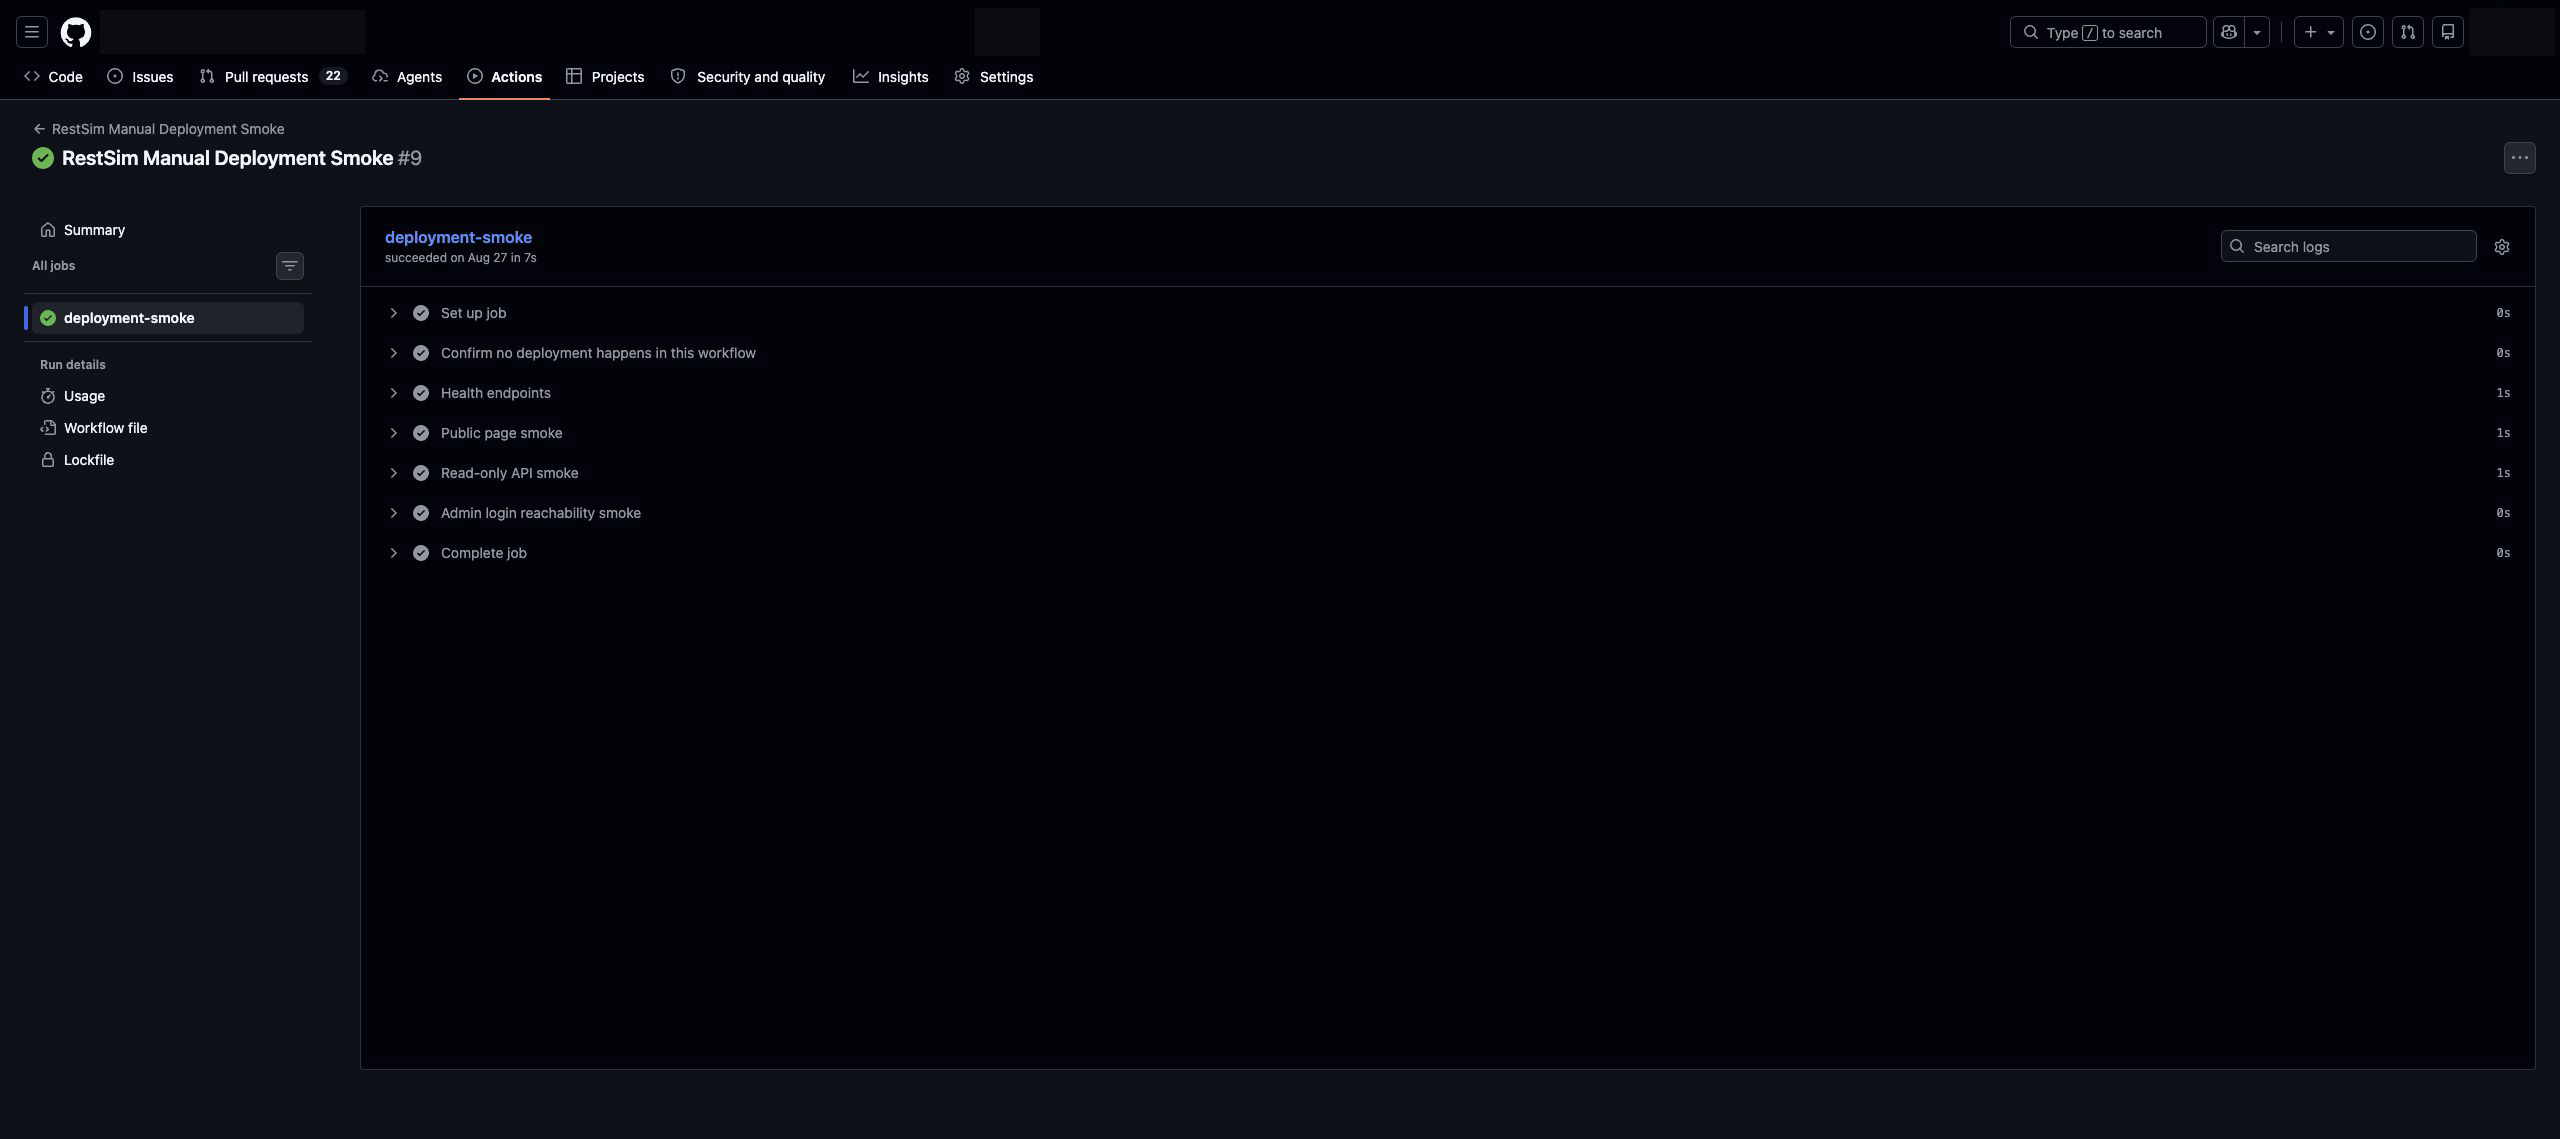 Type / to search
Code Issues Pull requests 22 Agents Actions Projects Security and quality Insights Settings
RestSim Manual Deployment Smoke
RestSim Manual Deployment Smoke #9
Summary
All jobs
deployment-smoke
Run details
Usage
Workflow file
Lockfile
deployment-smoke
succeeded on Aug 27 in 7s
Search logs
Set up job 0s
Confirm no deployment happens in this workflow 0s
Health endpoints 1s
Public page smoke 1s
Read-only API smoke 1s
Admin login reachability smoke 0s
Complete job 0s